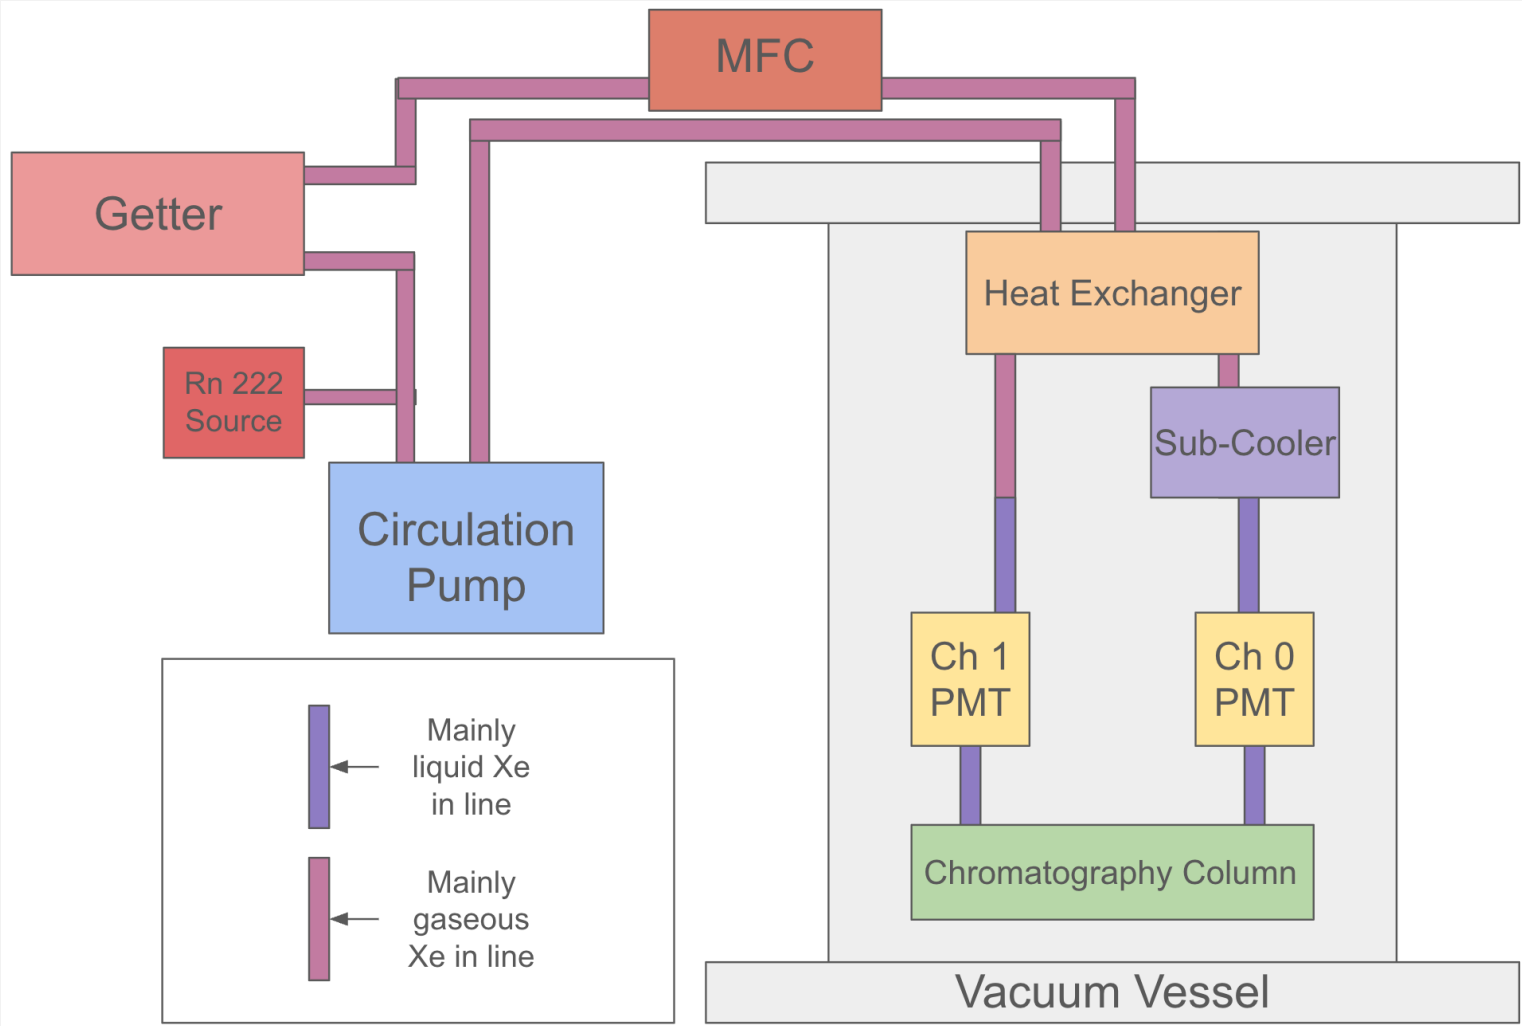 MFC
Getter
Heat Exchanger
Rn 222
Source
Sub-Cooler
Circulation
Pump
Ch 1
PMT
Ch 0
PMT
Mainly
liquid Xe
in line
Mainly
gaseous
Xe in line
Chromatography Column
Vacuum Vessel